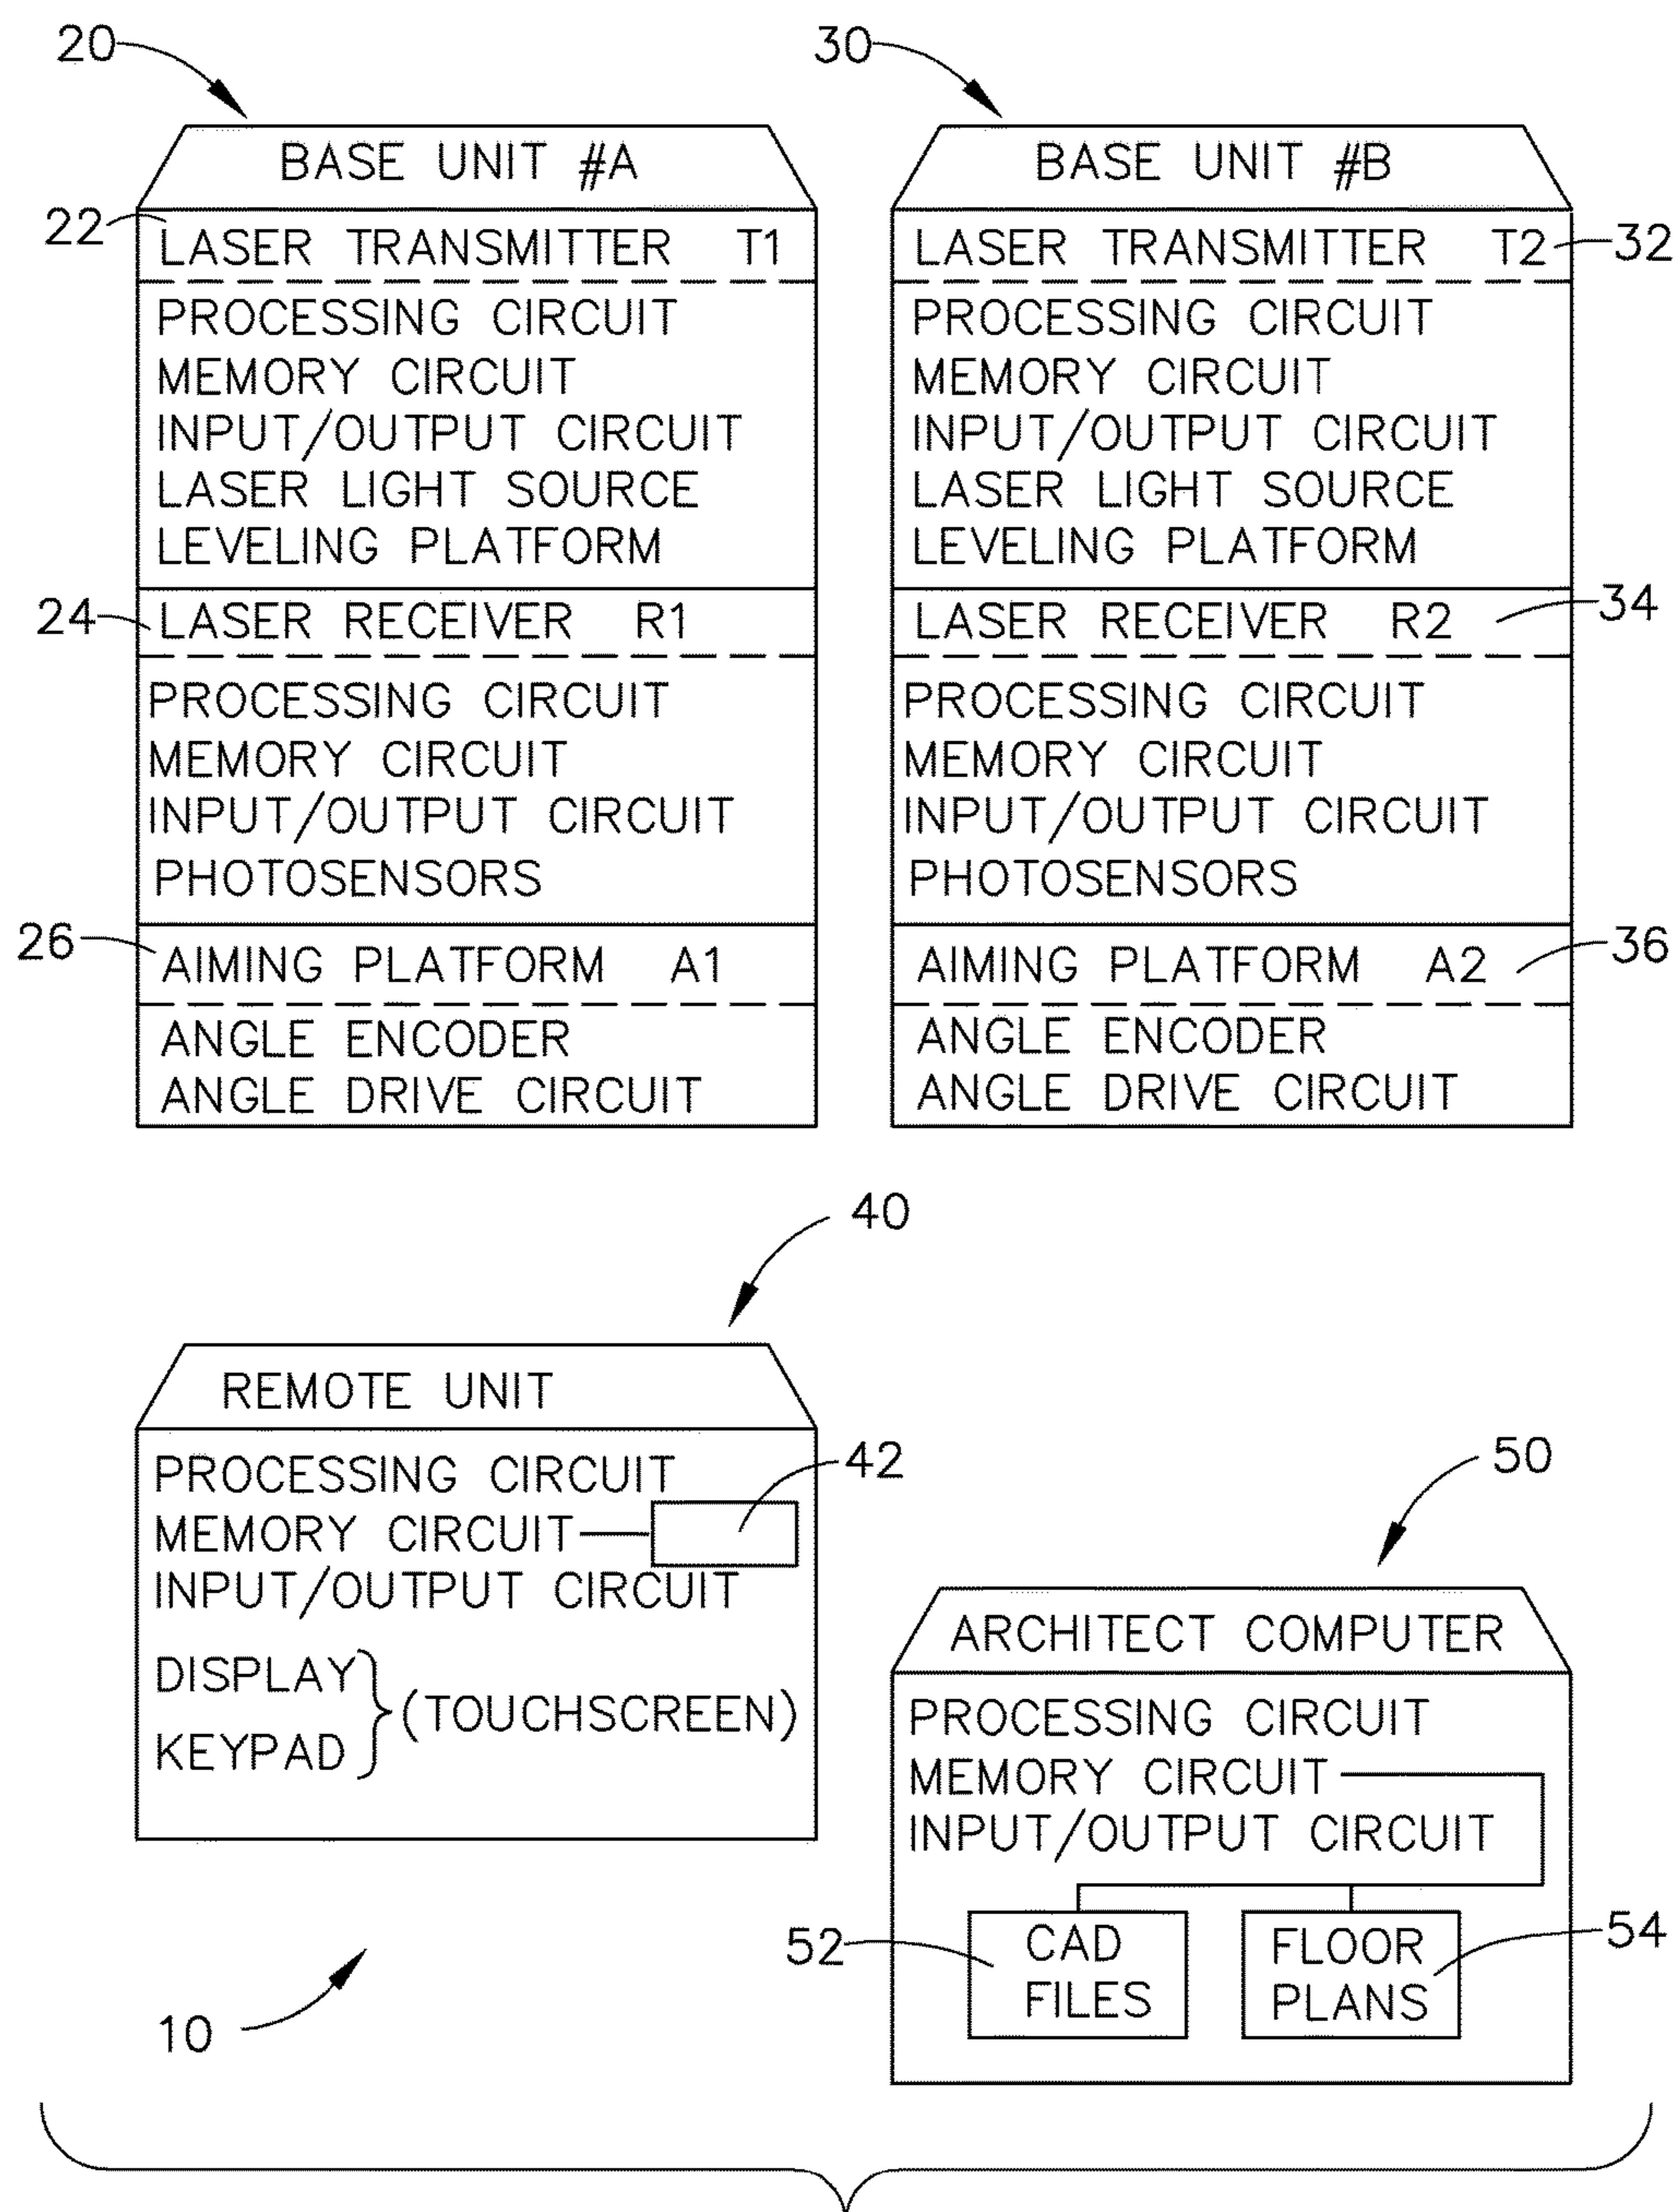 20
BASE UNIT #A
22
LASER TRANSMITTER T1
PROCESSING CIRCUIT
MEMORY CIRCUIT
INPUT/OUTPUT CIRCUIT
LASER LIGHT SOURCE
LEVELING PLATFORM
24
LASER RECEIVER R1
PROCESSING CIRCUIT
MEMORY CIRCUIT
INPUT/OUTPUT CIRCUIT
PHOTOSENSORS
26
AIMING PLATFORM A1
ANGLE ENCODER
ANGLE DRIVE CIRCUIT
30
BASE UNIT #B
LASER TRANSMITTER T2
32
PROCESSING CIRCUIT
MEMORY CIRCUIT
INPUT/OUTPUT CIRCUIT
LASER LIGHT SOURCE
LEVELING PLATFORM
LASER RECEIVER R2
34
PROCESSING CIRCUIT
MEMORY CIRCUIT
INPUT/OUTPUT CIRCUIT
PHOTOSENSORS
AIMING PLATFORM A2
36
ANGLE ENCODER
ANGLE DRIVE CIRCUIT
40
REMOTE UNIT
PROCESSING CIRCUIT
42
MEMORY CIRCUIT
INPUT/OUTPUT CIRCUIT
DISPLAY
KEYPAD
(TOUCHSCREEN)
50
ARCHITECT COMPUTER
PROCESSING CIRCUIT
MEMORY CIRCUIT
INPUT/OUTPUT CIRCUIT
52
CAD
FILES
FLOOR
PLANS
54
10